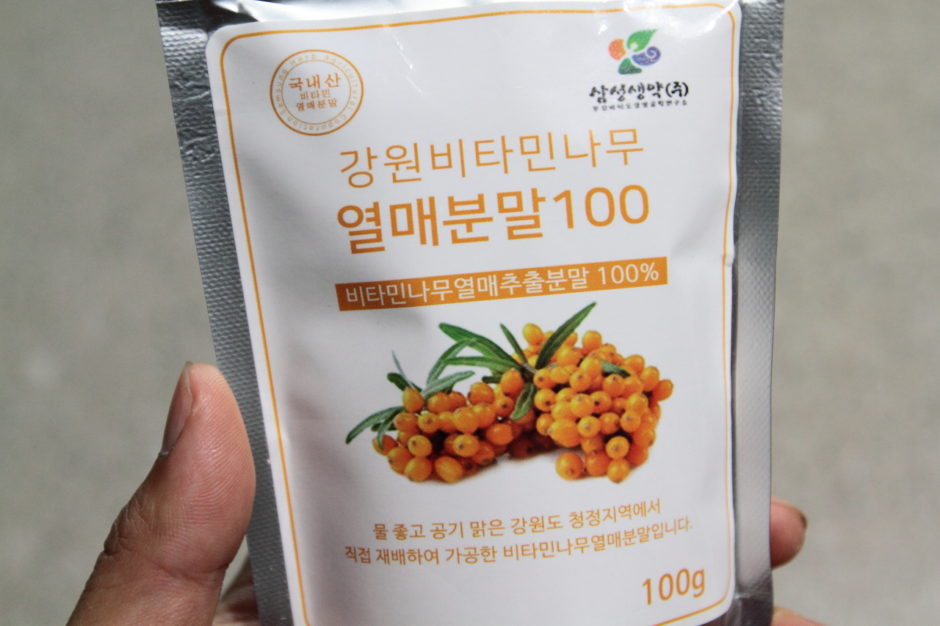 국내산
비타민
열매분말
삼성생약(주)
강원비타민나무
열매분말100
비타민나무열매추출분말 100%
물 좋고 공기 맑은 강원도 청정지역에서
직접 재배하여 가공한 비타민나무열매분말입니다.
100g